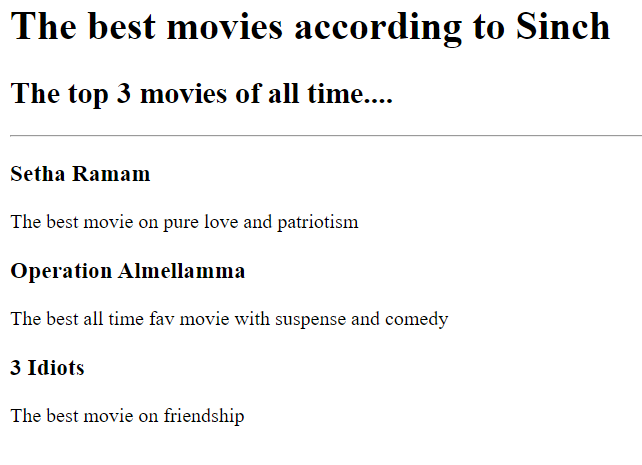 The best movies according to Sinch
The top 3 movies of all time....
Setha Ramam
The best movie on pure love and patriotism
Operation Almellamma
The best all time fav movie with suspense and comedy
3 Idiots
The best movie on friendship